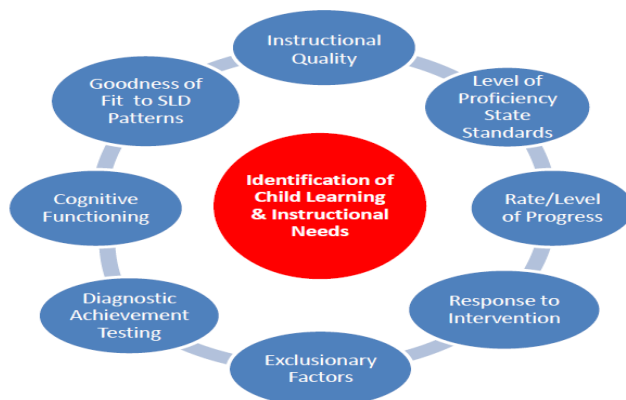 Instructional
Quality
Level of
Proficiency
State
Standards
Rate/Level
of Progress
Response to
Intervention
Exclusionary
Factors
Diagnostic
Achievement
Testing
Cognitive
Functioning
Goodness of
Fit to SLD
Patterns
Identification of
Child Learning
& Instructional
Needs